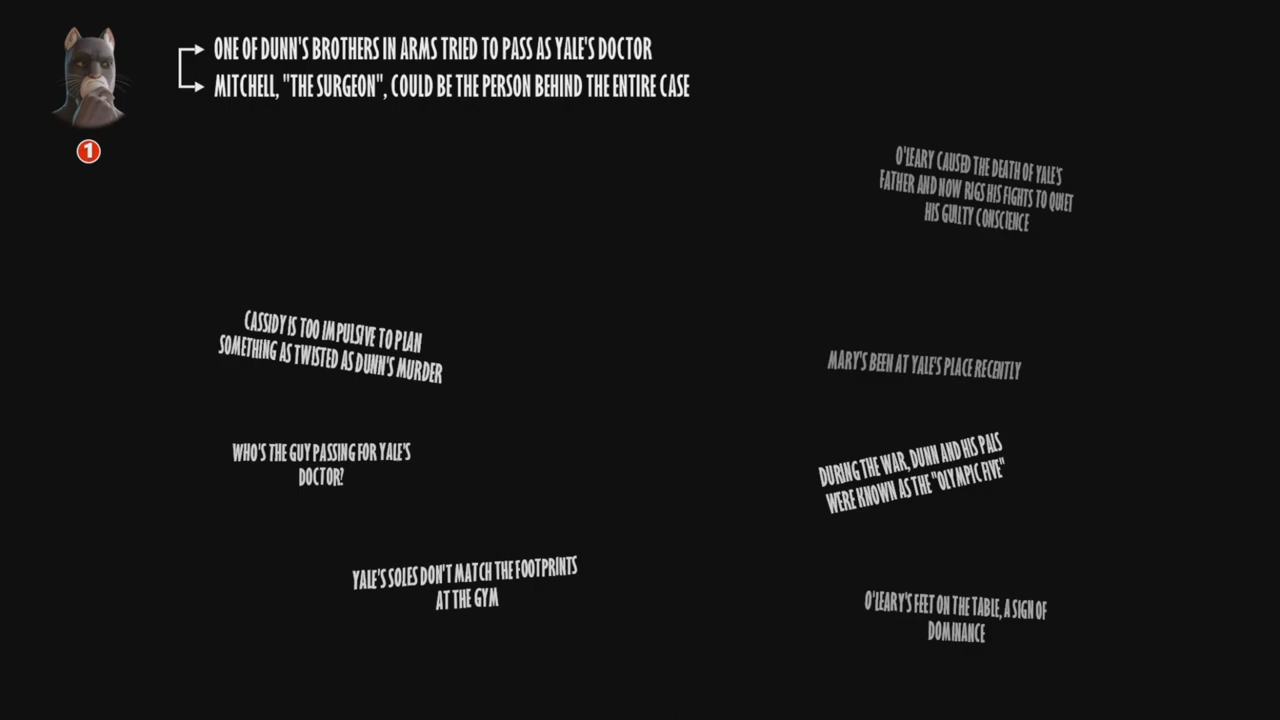 ONE OF DUNN'S BROTHERS IN ARMS TRIED TO PASS AS YALE'S DOCTOR
MITCHELL, "THE SURGEON", COULD BE THE PERSON BEHIND THE ENTIRE CASE
1
O'LEARY CAUSED THE DEATH OF YALE'S
FATHER AND NOW RIGS HIS FIGHTS TO QUIET
HIS GUILTY CONSCIENCE
CASSIDY IS TOO IMPULSIVE TO PLAN
SOMETHING AS TWISTED AS DUNN'S MURDER
MARY'S BEEN AT YALE'S PLACE RECENTLY
WHO'S THE GUY PASSING FOR YALE'S
DOCTOR?
DURING THE WAR, DUNN AND HIS PALS
WERE KNOWN AS THE "OLYMPIC FIVE"
YALE'S SOLES DON'T MATCH THE FOOTPRINTS
AT THE GYM
O'LEARY'S FEET ON THE TABLE, A SIGN OF
DOMINANCE